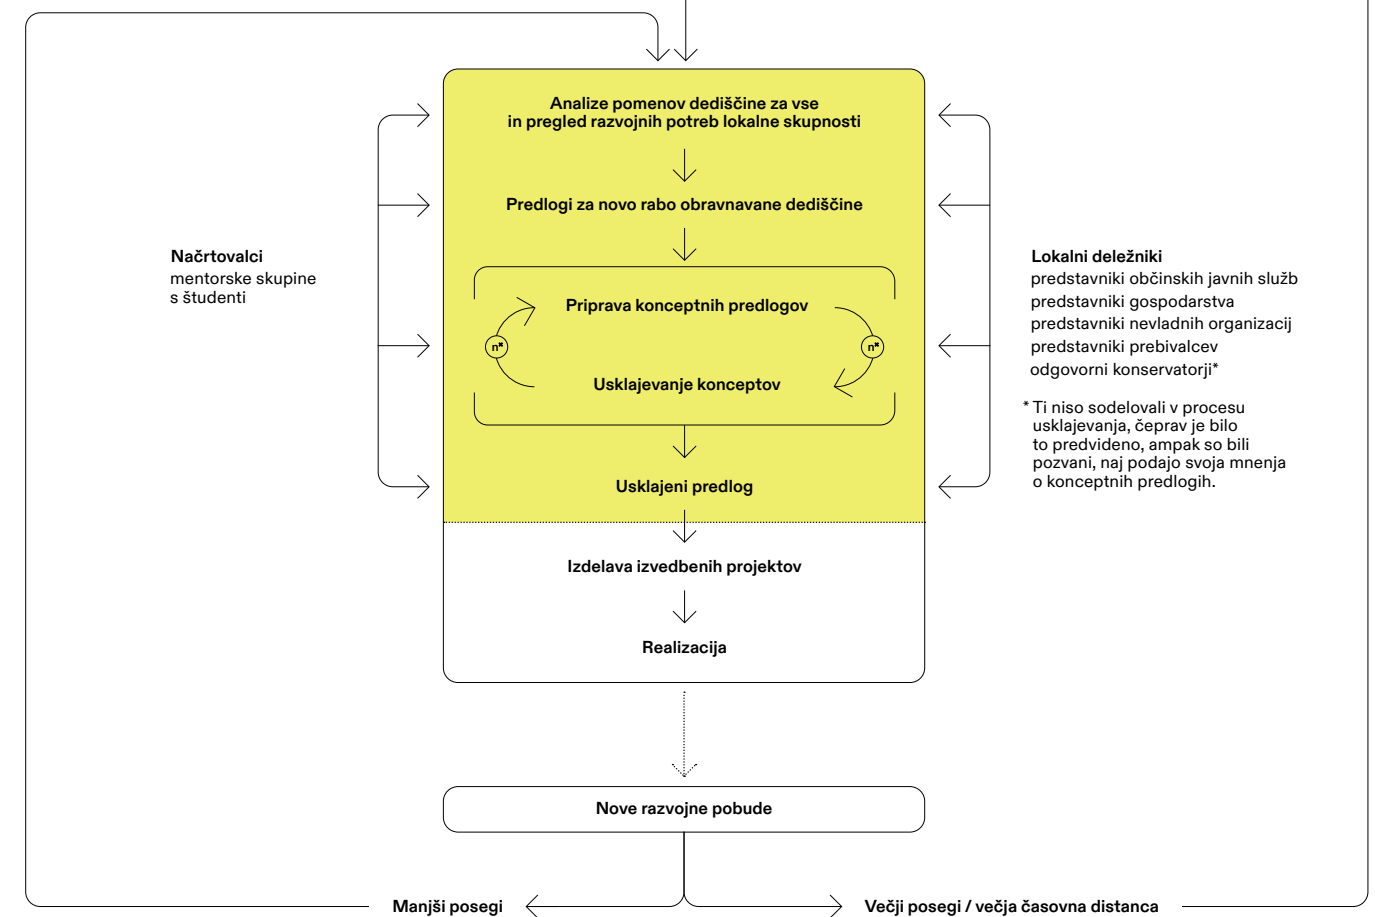 Analize pomenov dediščine za vse
in pregled razvojnih potreb lokalne skupnosti
Predlogi za novo rabo obravnavane dediščine
Načrtovalci
mentorske skupine
s študenti
Priprava konceptnih predlogov
n*
n*
Usklajevanje konceptov
Usklajeni predlog
Lokalni deležniki
predstavniki občinskih javnih služb
predstavniki gospodarstva
predstavniki nevladnih organizacij
predstavniki prebivalcev
odgovorni konservatorji*
* Ti niso sodelovali v procesu
usklajevanja, čeprav je bilo
to predvideno, ampak so bili
pozvani, naj podajo svoja mnenja
o konceptnih predlogih.
Izdelava izvedbenih projektov
Realizacija
Nove razvojne pobude
Manjši posegi
Večji posegi / večja časovna distanca